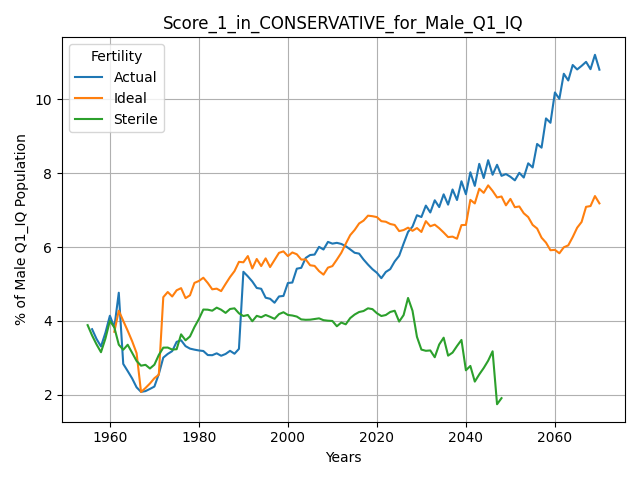 Score_1_in_CONSERVATIVE_for_Male_Q1_IQ
Fertility
Actual
Ideal
Sterile
% of Male Q1_IQ Population
10
8
6
4
2
1960 1980 2000 2020 2040 2060
Years